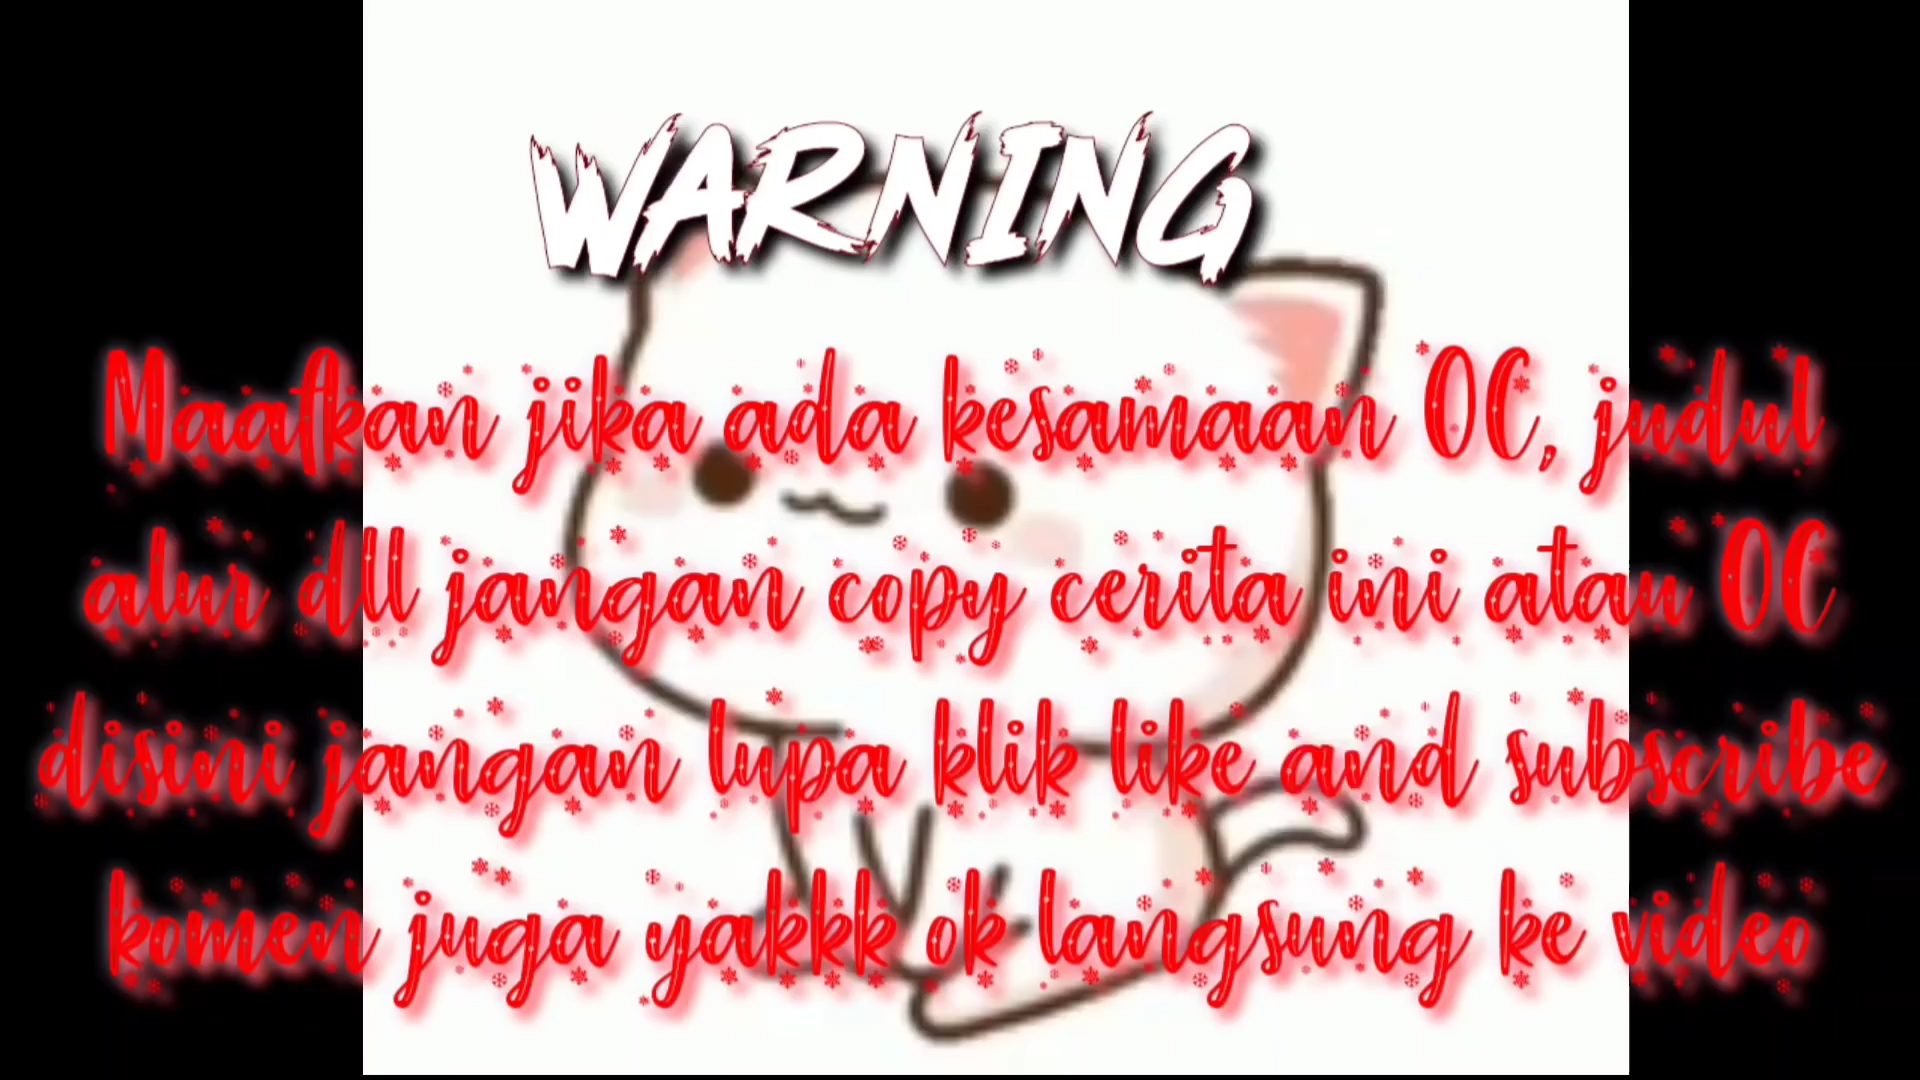 WARNING
Maafkan jika ada kesamaan OC, judul
alur dll jangan copy cerita ini atau OC
disini jangan lupa klik like and subscribe
komen juga yakkk ok langsung ke video